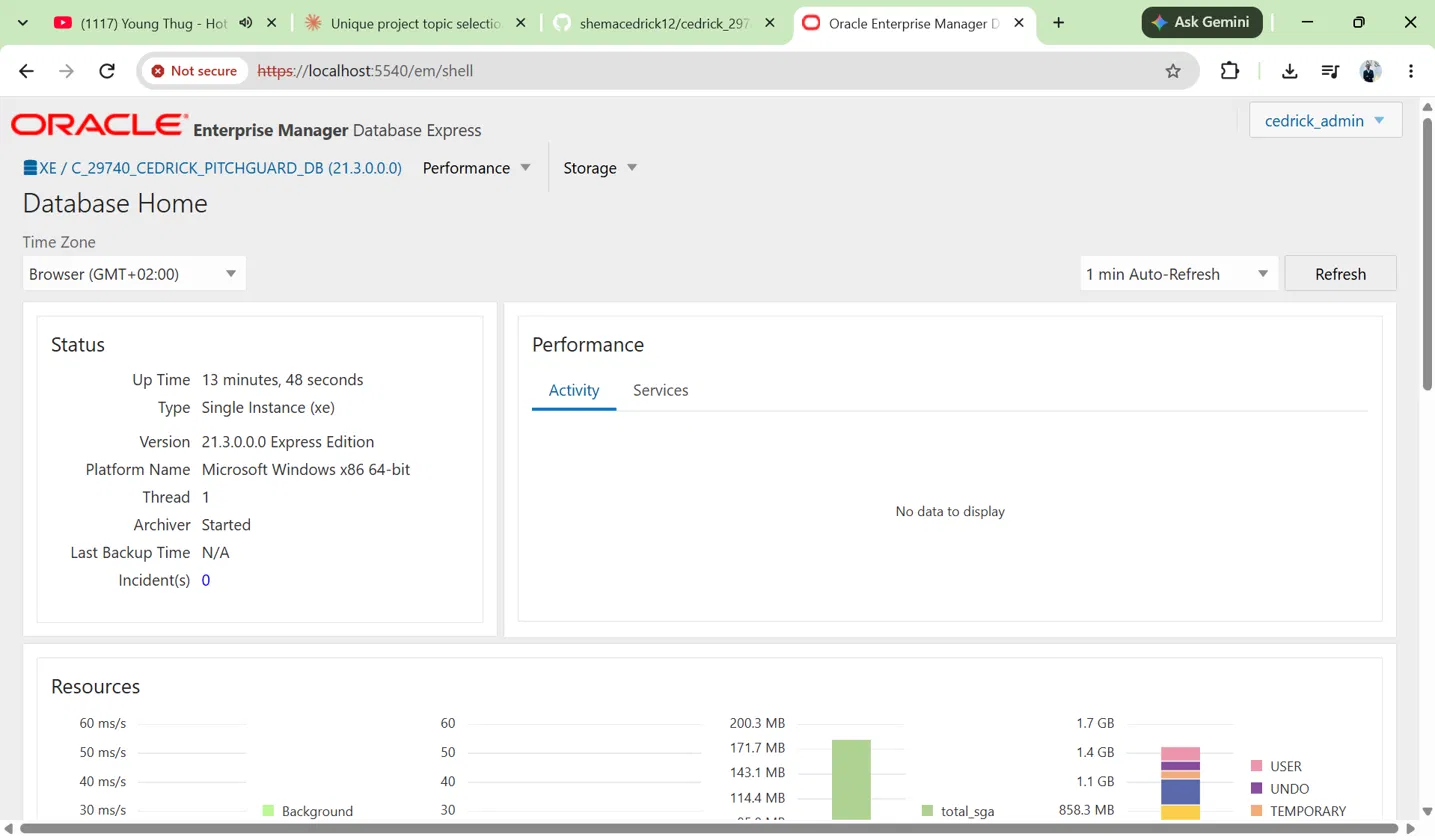 (1117) Young Thug - Hot
Unique project topic selectio
shemacedrick12/cedrick_297
Oracle Enterprise Manager D
Ask Gemini
Not secure
https://localhost:5540/em/shell
ORACLE Enterprise Manager Database Express
cedrick_admin
XE / C_29740_CEDRICK_PITCHGUARD_DB (21.3.0.0.0)
Performance
Storage
Database Home
Time Zone
Browser (GMT+02:00)
1 min Auto-Refresh
Refresh
Status
Up Time 13 minutes, 48 seconds
Type Single Instance (xe)
Version 21.3.0.0.0 Express Edition
Platform Name Microsoft Windows x86 64-bit
Thread 1
Archiver Started
Last Backup Time N/A
Incident(s) 0
Performance
Activity Services
No data to display
Resources
60 ms/s
50 ms/s
40 ms/s
30 ms/s
Background
60
50
40
30
200.3 MB
171.7 MB
143.1 MB
114.4 MB
total_sga
1.7 GB
1.4 GB
1.1 GB
858.3 MB
USER
UNDO
TEMPORARY